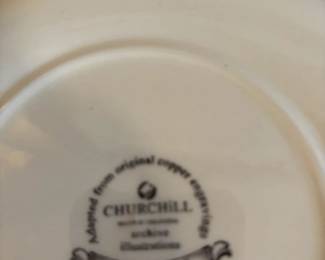 Adapted from original copper engravings
CHURCHiLL
archive
illustrations